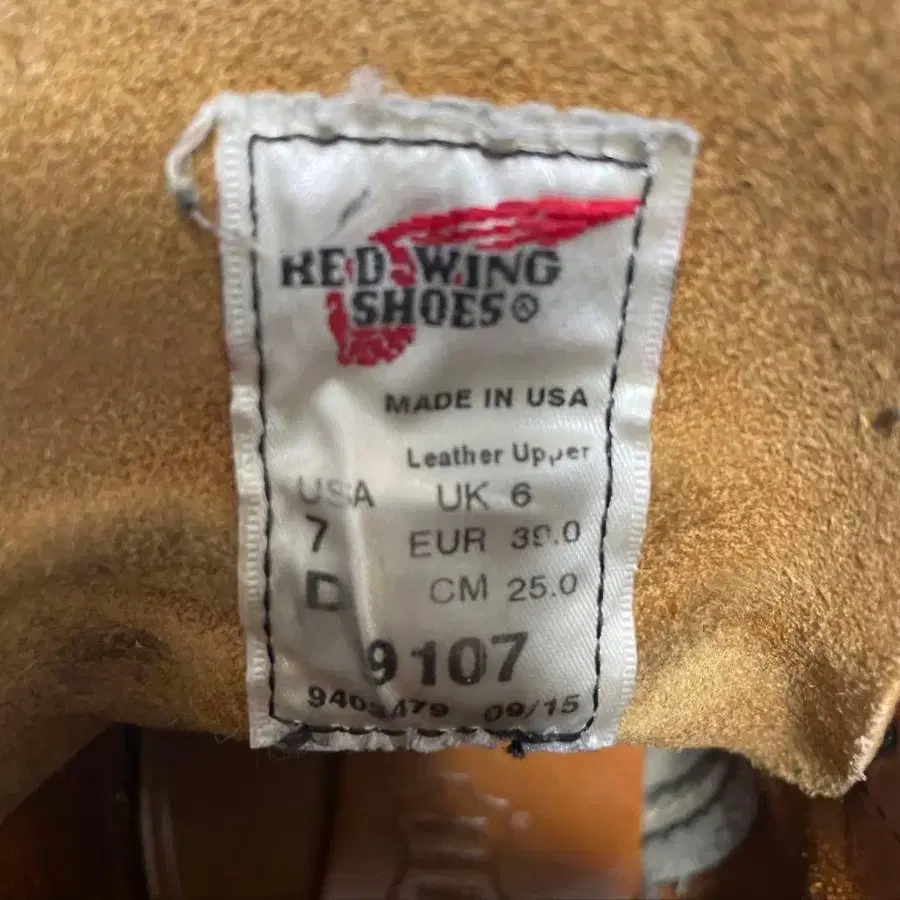 RED WING
SHOES®
MADE IN USA
Leather Upper
USA UK 6
7 EUR 39.0
D CM 25.0
9107
09/15